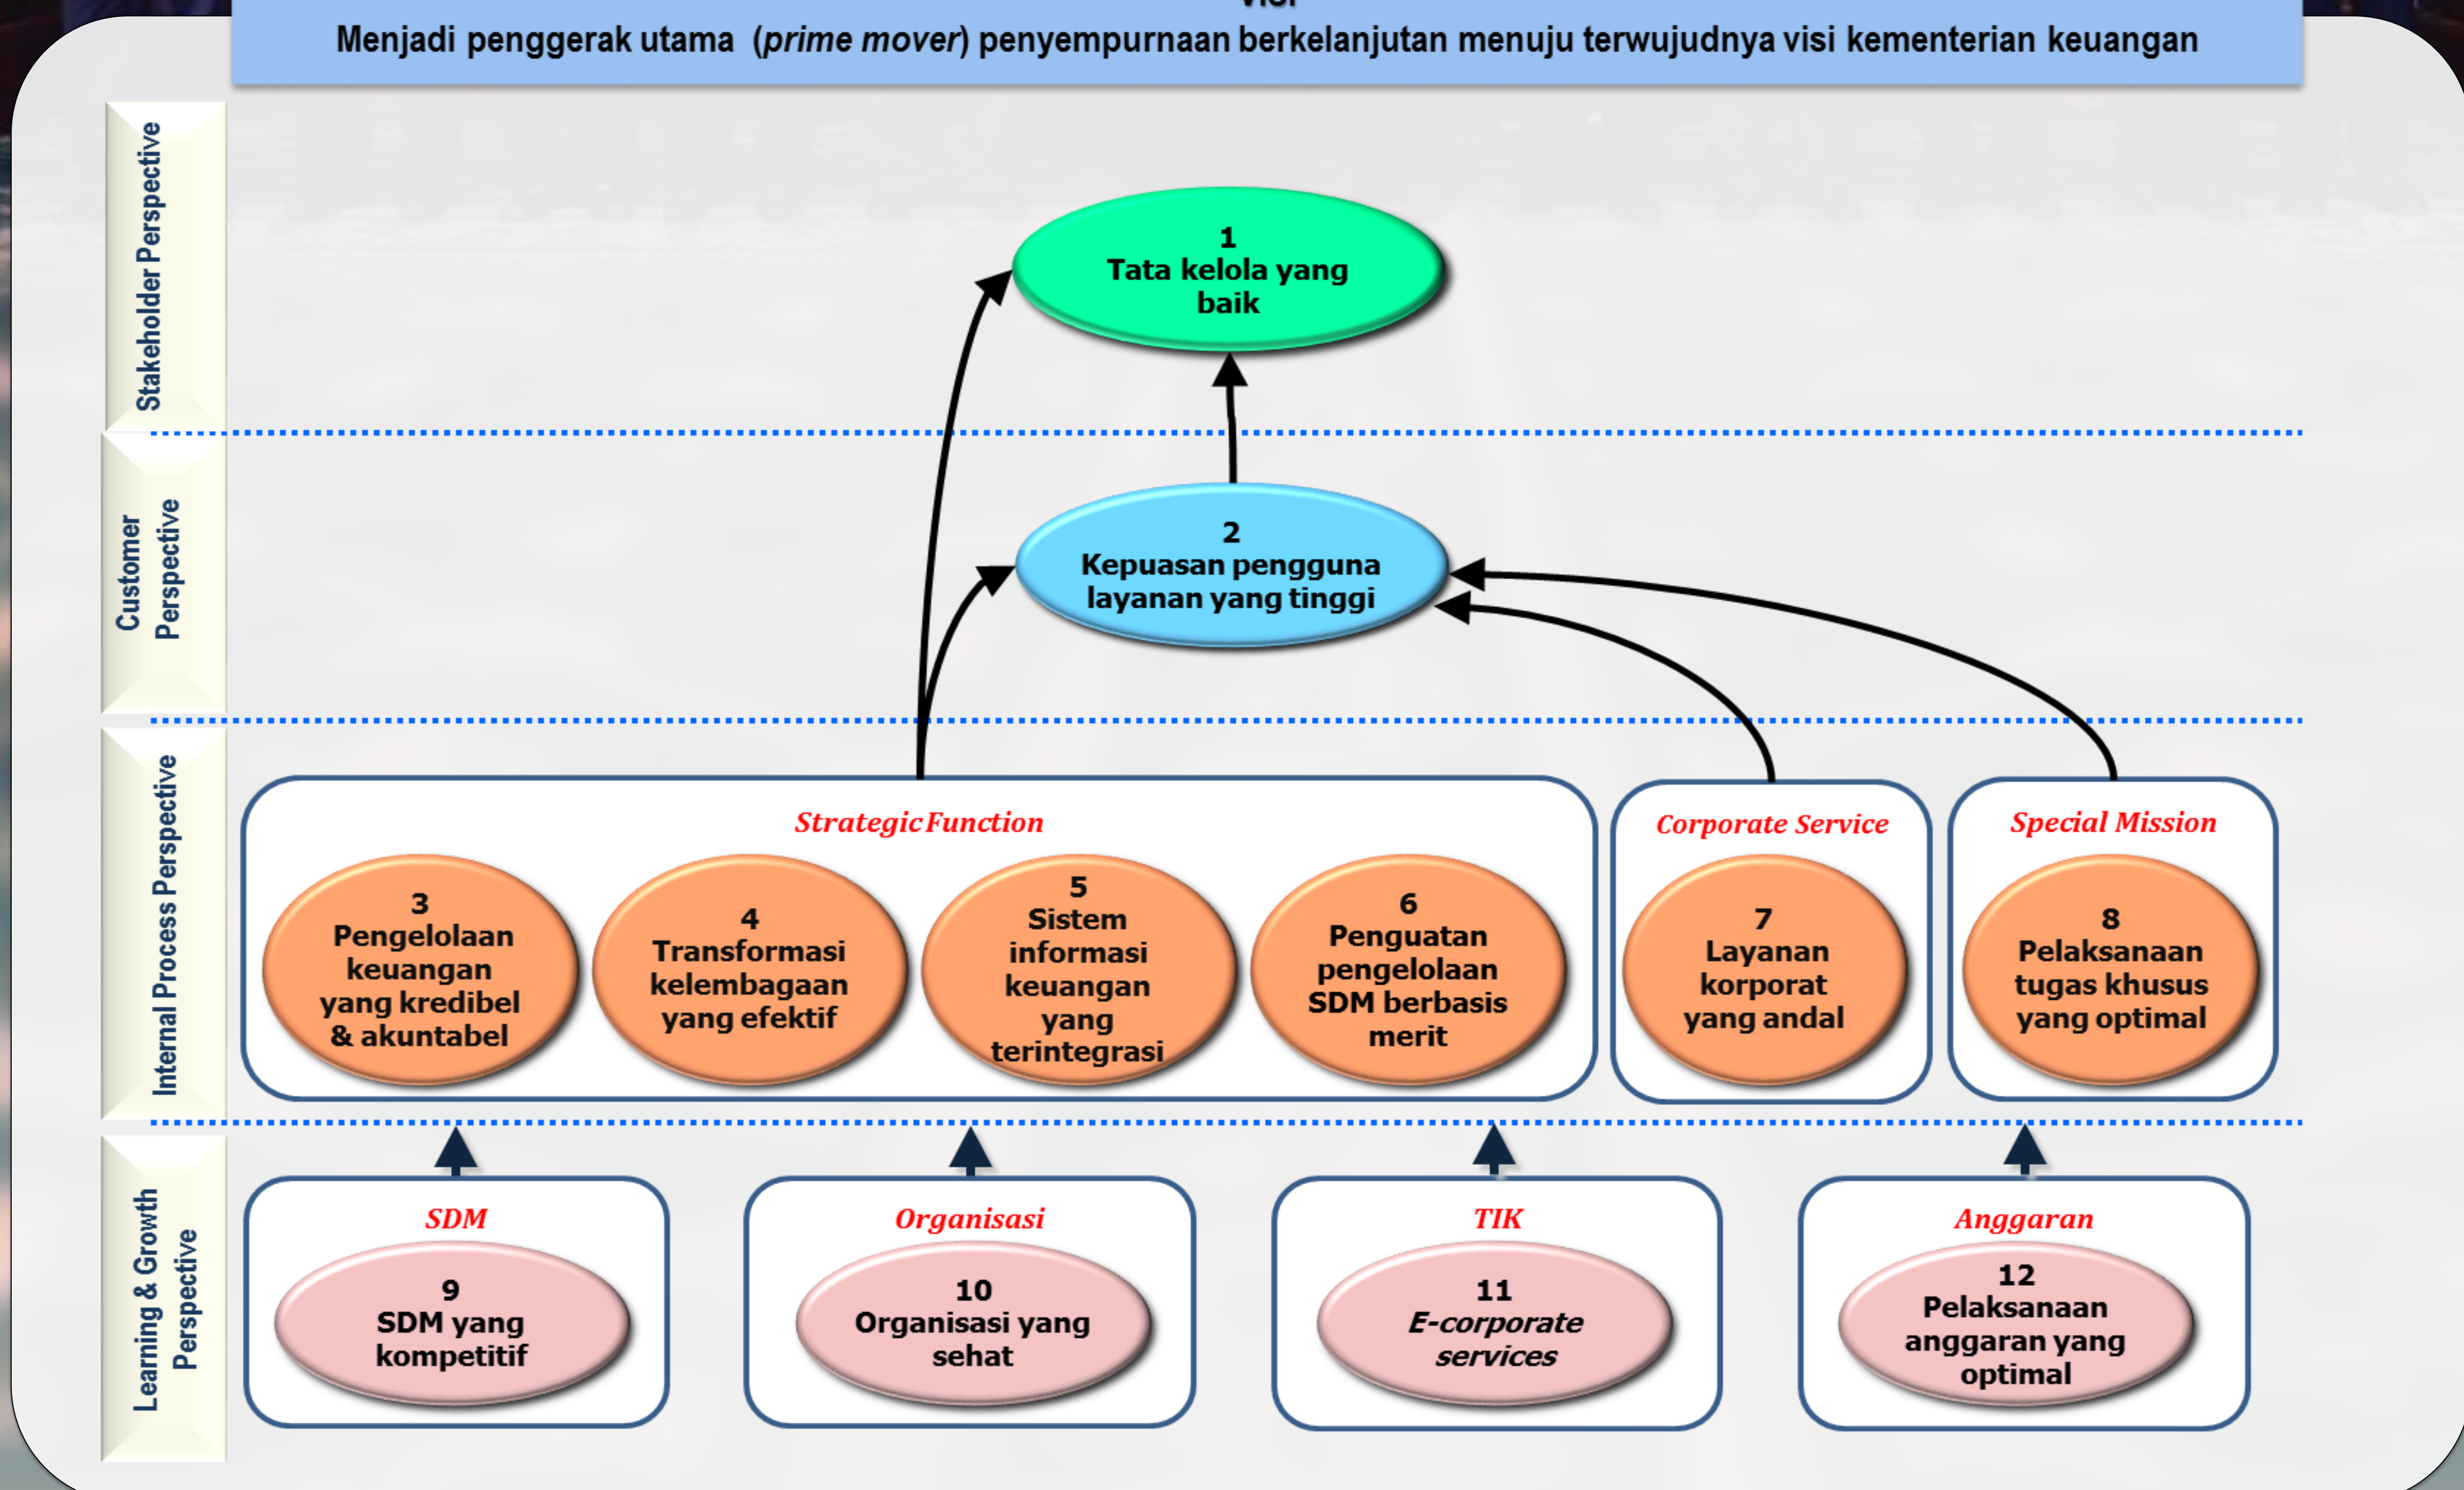 visi
Menjadi penggerak utama (prime mover) penyempurnaan berkelanjutan menuju terwujudnya visi kementerian keuangan
Stakeholder Perspective
1
Tata kelola yang
baik
Customer
Perspective
2
Kepuasan pengguna
layanan yang tinggi
Internal Process Perspective
Strategic Function
3
Pengelolaan
keuangan
yang kredibel
& akuntabel
4
Transformasi
kelembagaan
yang efektif
5
Sistem
informasi
keuangan
yang
terintegrasi
6
Penguatan
pengelolaan
SDM berbasis
merit
Corporate Service
7
Layanan
korporat
yang andal
Special Mission
8
Pelaksanaan
tugas khusus
yang optimal
Learning & Growth
Perspective
SDM
9
SDM yang
kompetitif
Organisasi
10
Organisasi yang
sehat
TIK
11
E-corporate
services
Anggaran
12
Pelaksanaan
anggaran yang
optimal